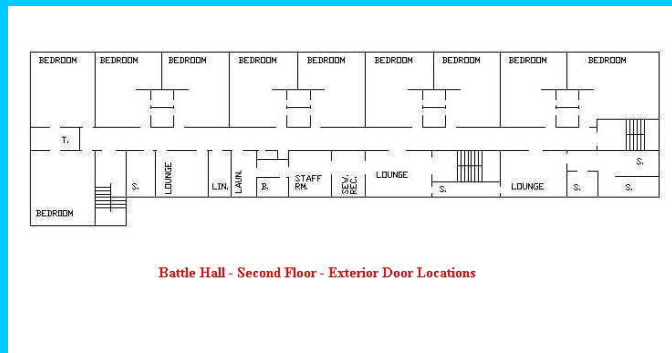 BEDROOM BEDROOM BEDROOM BEDROOM BEDROOM BEDROOM BEDROOM BEDROOM BEDROOM
T.
S.
LOUNGE
LIN.
LAUN.
B.
STAFF
RM.
SEW.
REC.
LOUNGE
S.
LOUNGE
S.
S.
S.
BEDROOM
Battle Hall - Second Floor - Exterior Door Locations